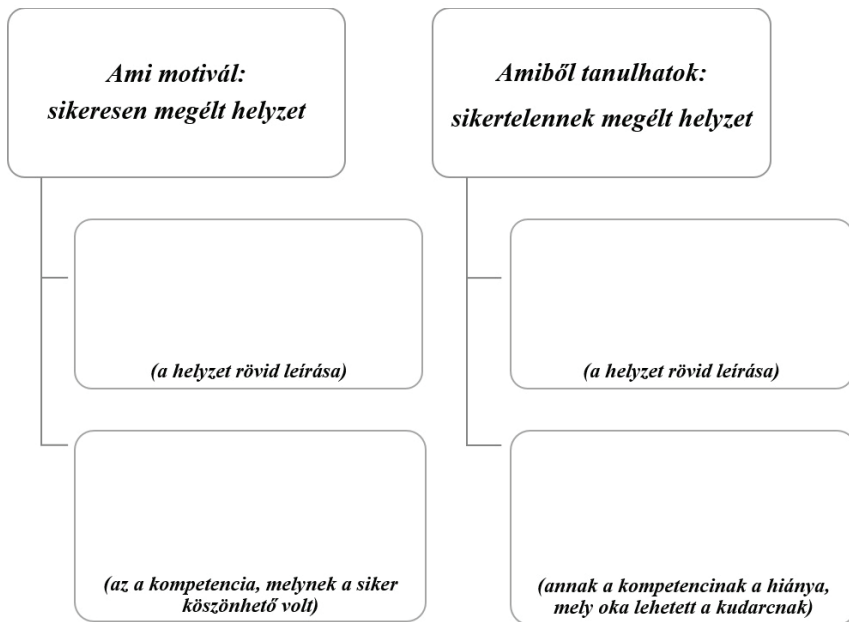 Ami motivál:
sikeresen megélt helyzet
(a helyzet rövid leírása)
(az a kompetencia, melynek a siker
köszönhető volt)
Amiből tanulhatok:
sikertelennek megélt helyzet
(a helyzet rövid leírása)
(annak a kompetencinak a hiánya,
mely oka lehetett a kudarcnak)